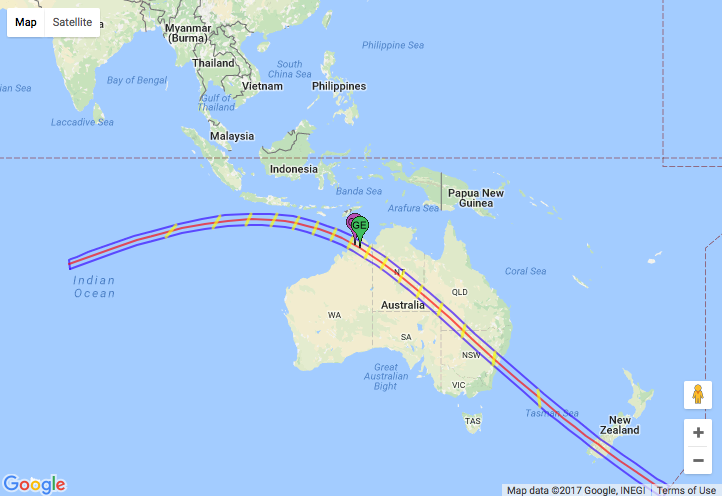 Map Satellite
Myanmar
(Burma)
Thailand
Bay of Bengal
Philippine Sea
South
China Sea
Vietnam
Philippines
Gulf of
Thailand
Laccadive Sea
Malaysia
Indonesia
Banda Sea
Papua New
Guinea
Arafura Sea
GE
Coral Sea
Indian
Ocean
NT
QLD
Australia
WA
SA
NSW
Great
Australian
Bight
VIC
TAS
Tasman Sea
New
Zealand
+
−
Google
Map data ©2017 Google, INEGI Terms of Use